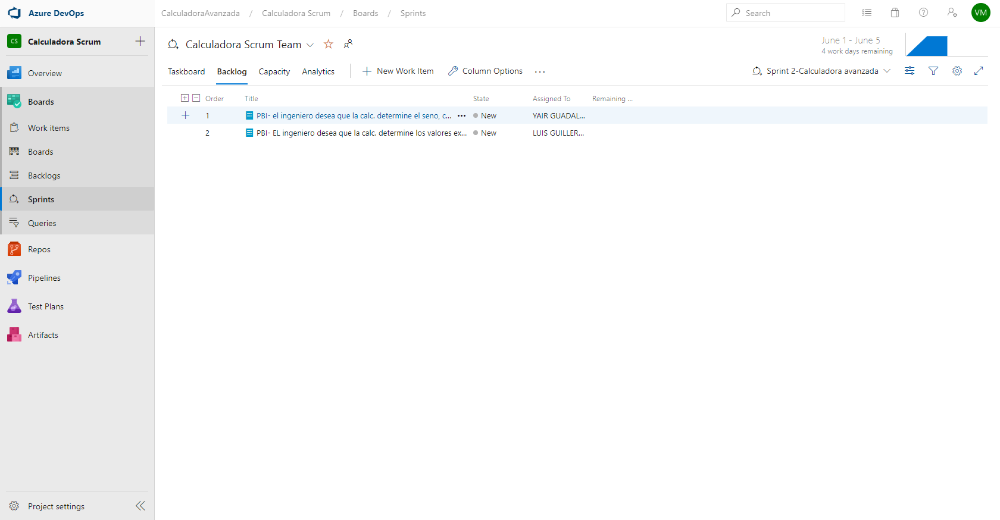 Azure DevOps
CalculadoraAvanzada / Calculadora Scrum / Boards / Sprints
Search
VM
CS Calculadora Scrum
Overview
Boards
Work items
Boards
Backlogs
Sprints
Queries
Repos
Pipelines
Test Plans
Artifacts
Project settings
Calculadora Scrum Team
June 1 - June 5
4 work days remaining
Taskboard Backlog Capacity Analytics New Work Item Column Options ...
Sprint 2-Calculadora avanzada
Order Title State Assigned To Remaining ...
1 PBI- el ingeniero desea que la calc. determine el seno, c... ••• New YAIR GUADAL...
2 PBI- EL ingeniero desea que la calc. determine los valores ex... New LUIS GUILLER...